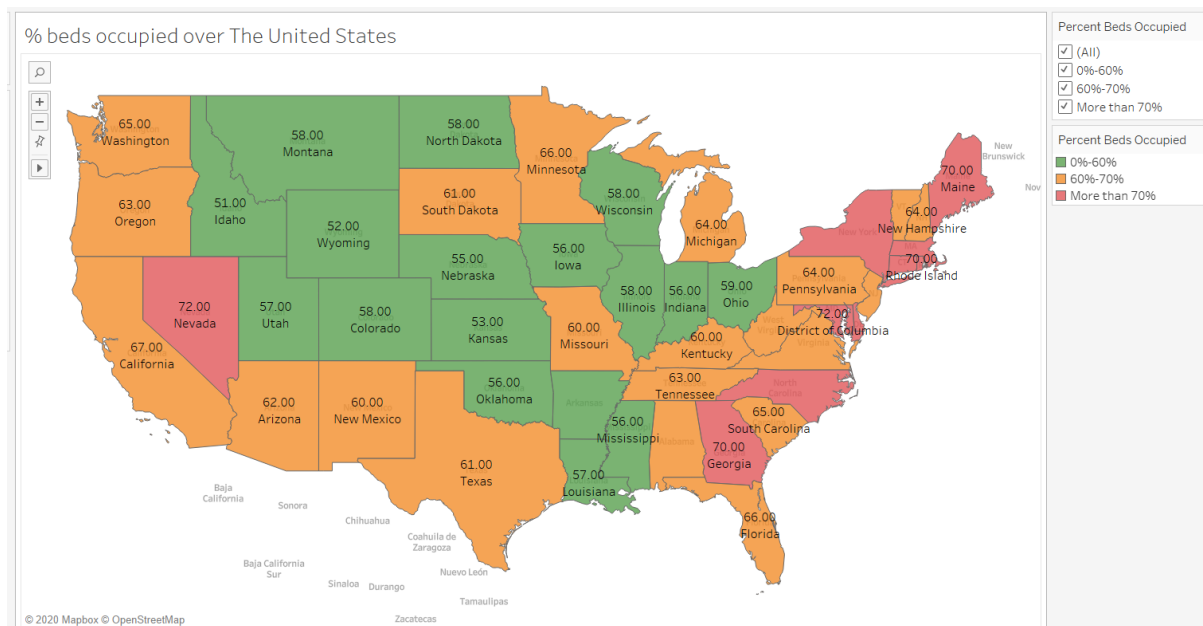 % beds occupied over The United States
Percent Beds Occupied
(All)
0%-60%
60%-70%
More than 70%
Percent Beds Occupied
0%-60%
60%-70%
More than 70%
65.00
Washington
58.00
Montana
58.00
North Dakota
66.00
Minnesota
New
Brunswick
70.00
Maine
Nov
63.00
Oregon
51.00
Idaho
61.00
South Dakota
58.00
Wisconsin
52.00
Wyoming
64.00
Michigan
New York
64.00
New Hampshire
MA
70.00
Rhode Island
55.00
Nebraska
56.00
Iowa
58.00
Illinois
56.00
Indiana
59.00
Ohio
64.00
Pennsylvania
72.00
Nevada
57.00
Utah
58.00
Colorado
53.00
Kansas
60.00
Missouri
60.00
Kentucky
West
Virginia
Virginia
72.00
District of Columbia
67.00
California
62.00
Arizona
60.00
New Mexico
56.00
Oklahoma
Arkansas
63.00
Tennessee
North
Carolina
65.00
South Carolina
56.00
Mississippi
Alabama
70.00
Georgia
61.00
Texas
57.00
Louisiana
66.00
Florida
Baja
California
Sonora
Chihuahua
Coahuila de
Zaragoza
Baja California
Sur
Sinaloa
Durango
Nuevo León
Tamaulipas
Zacatecas
© 2020 Mapbox © OpenStreetMap